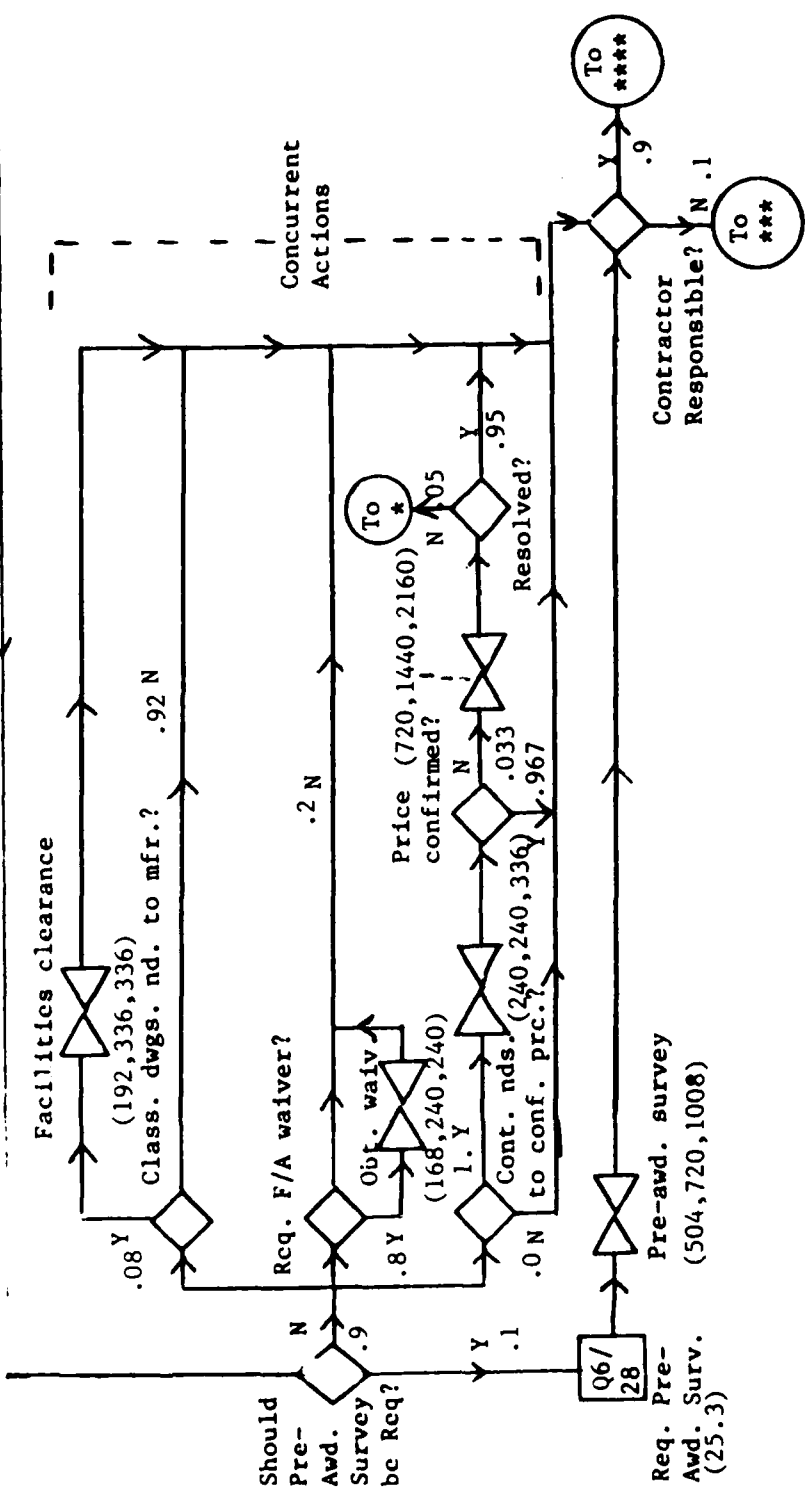 Facilities clearance
(192,336,336)
Class. dwgs. nd. to mfr.?
.08 Y
.92 N
Concurrent
Actions
Rcq. F/A waiver?
.2 N
.8 Y
Obt. waiv.
(168,240,240)
Should
Pre-
Awd.
Survey
be Rcq?
N
.9
Y
.1
1. Y
Cont. nds.
to conf. prc.?
.0 N
(240,240,336)
Price
confirmed?
(720,1440,2160)
N
.033
.967
Y
To
*
N .05
Resolved?
Y
.95
Q6/
28
Req. Pre-
Awd. Surv.
(25.3)
Pre-awd. survey
(504,720,1008)
Contractor
Responsible?
Y
.9
To
****
N .1
To
***